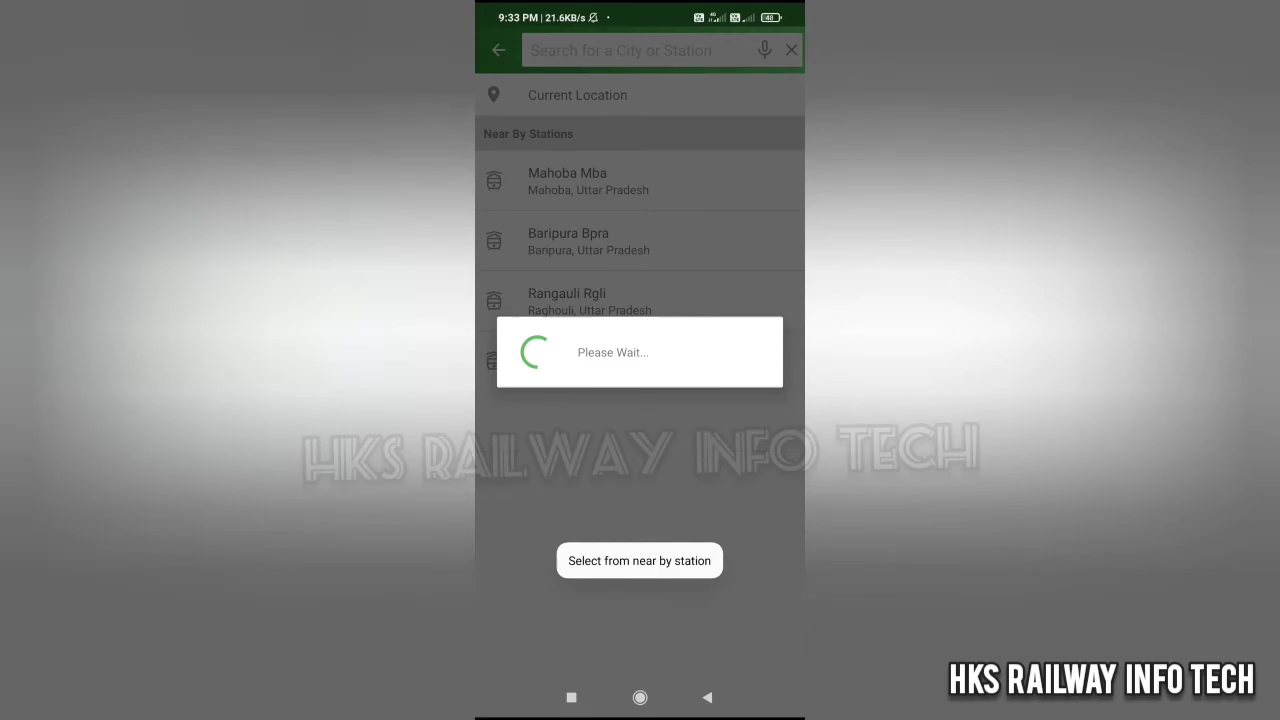 9:33 PM | 21.6KB/s
48
Search for a City or Station
Current Location
Near By Stations
Mahoba Mba
Mahoba, Uttar Pradesh
Baripura Bpra
Baripura, Uttar Pradesh
Rangauli Rgli
Raghouli, Uttar Pradesh
Please Wait...
HKS RAILWAY INFO TECH
Select from near by station
HKS RAILWAY INFO TECH